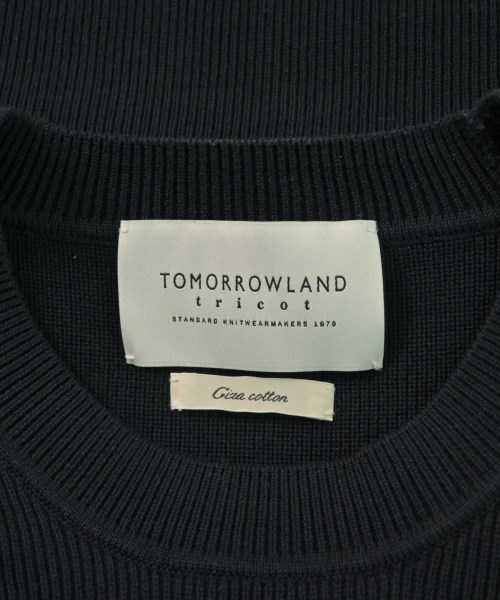 TOMORROWLAND
tricot
STANDARD KNITWEARMAKERS 1978
Giza cotton